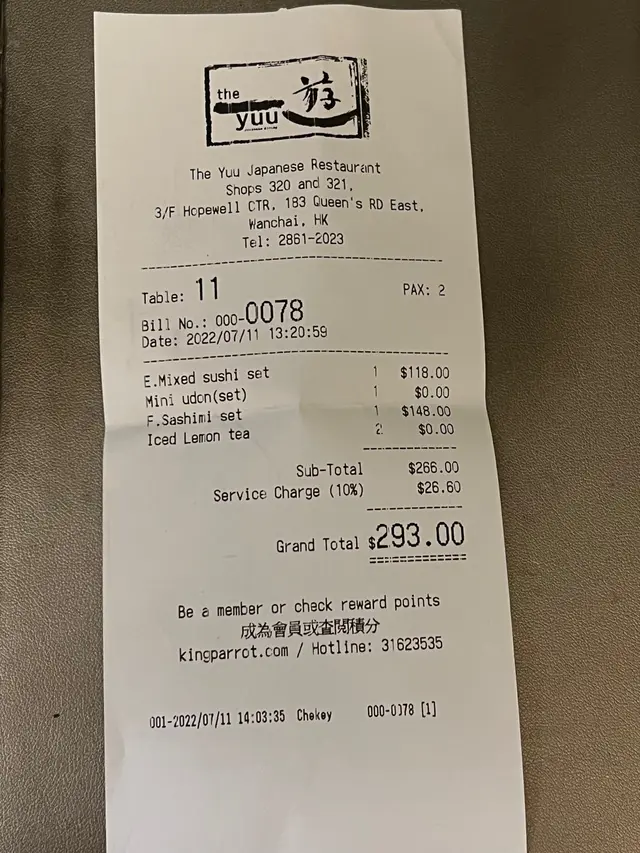 the
yuu
遊
The Yuu Japanese Restaurant
Shops 320 and 321,
3/F Hopewell CTR, 183 Queen's RD East,
Wanchai, HK
Tel: 2861-2023
Table: 11 PAX: 2
Bill No.: 000-0078
Date: 2022/07/11 13:20:59
E.Mixed sushi set 1 $118.00
Mini udon(set) 1 $0.00
F.Sashimi set 1 $148.00
Iced Lemon tea 2 $0.00
Sub-Total $266.00
Service Charge (10%) $26.60
Grand Total $293.00
Be a member or check reward points
成為會員或查閱積分
kingparrot.com / Hotline: 31623535
001-2022/07/11 14:03:35 Chekey 000-0078 [1]